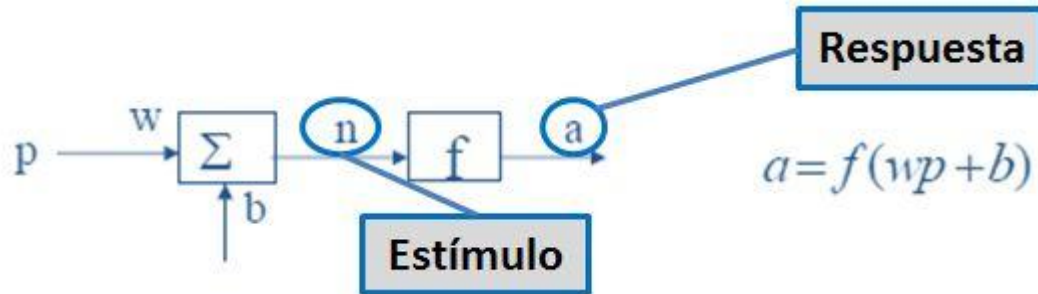 Respuesta
p w Σ n f a
a=f(wp+b)
b
Estímulo